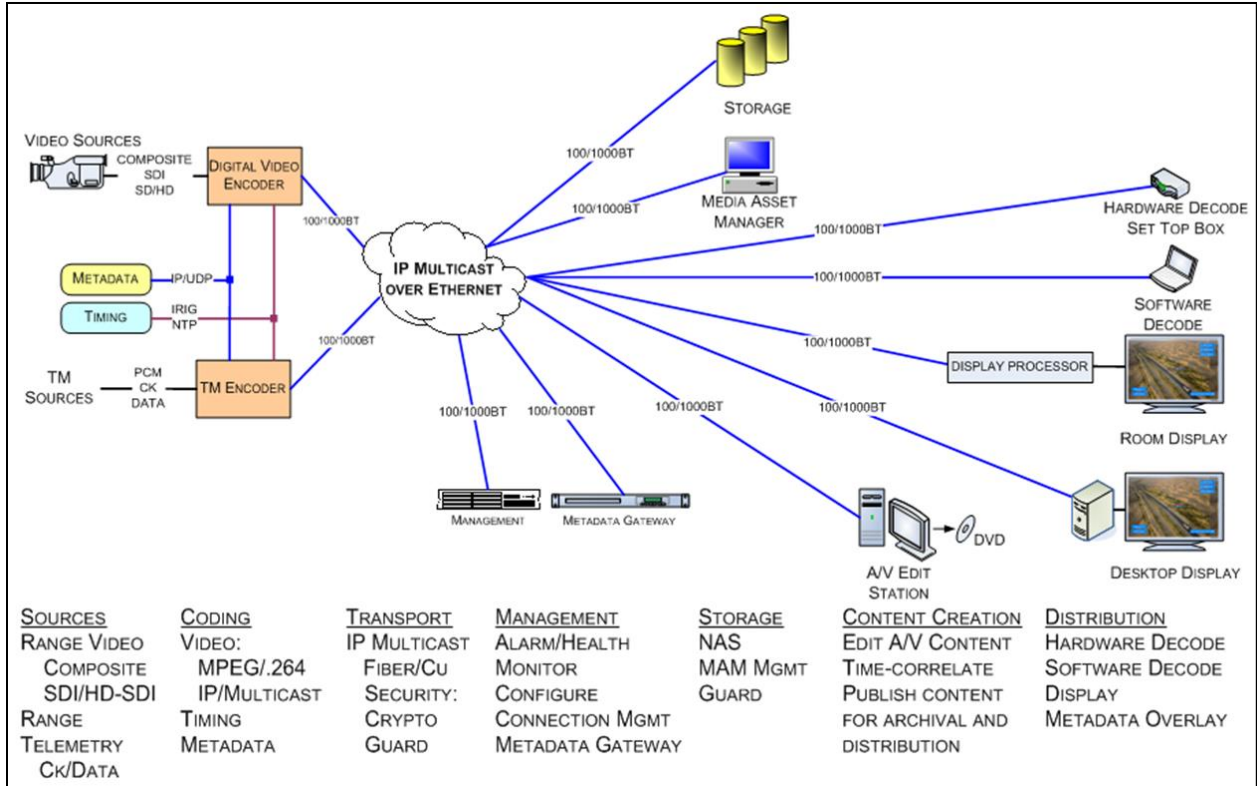 STORAGE
VIDEO SOURCES
COMPOSITE
SDI
SD/HD
DIGITAL VIDEO
ENCODER
100/1000BT
100/1000BT
MEDIA ASSET
MANAGER
100/1000BT
100/1000BT
HARDWARE DECODE
SET TOP BOX
METADATA
IP/UDP
IP MULTICAST
OVER ETHERNET
100/1000BT
SOFTWARE
DECODE
TIMING
IRIG
NTP
100/1000BT
100/1000BT
DISPLAY PROCESSOR
ROOM DISPLAY
TM
SOURCES
PCM
CK
DATA
TM ENCODER
100/1000BT
100/1000BT
100/1000BT
100/1000BT
MANAGEMENT
METADATA GATEWAY
DVD
A/V EDIT
STATION
DESKTOP DISPLAY
SOURCES
RANGE VIDEO
COMPOSITE
SDI/HD-SDI
RANGE
TELEMETRY
CK/DATA
CODING
VIDEO:
MPEG/.264
IP/MULTICAST
TIMING
METADATA
TRANSPORT
IP MULTICAST
FIBER/CU
SECURITY:
CRYPTO
GUARD
MANAGEMENT
ALARM/HEALTH
MONITOR
CONFIGURE
CONNECTION MGMT
METADATA GATEWAY
STORAGE
NAS
MAM MGMT
GUARD
CONTENT CREATION
EDIT A/V CONTENT
TIME-CORRELATE
PUBLISH CONTENT
FOR ARCHIVAL AND
DISTRIBUTION
DISTRIBUTION
HARDWARE DECODE
SOFTWARE DECODE
DISPLAY
METADATA OVERLAY